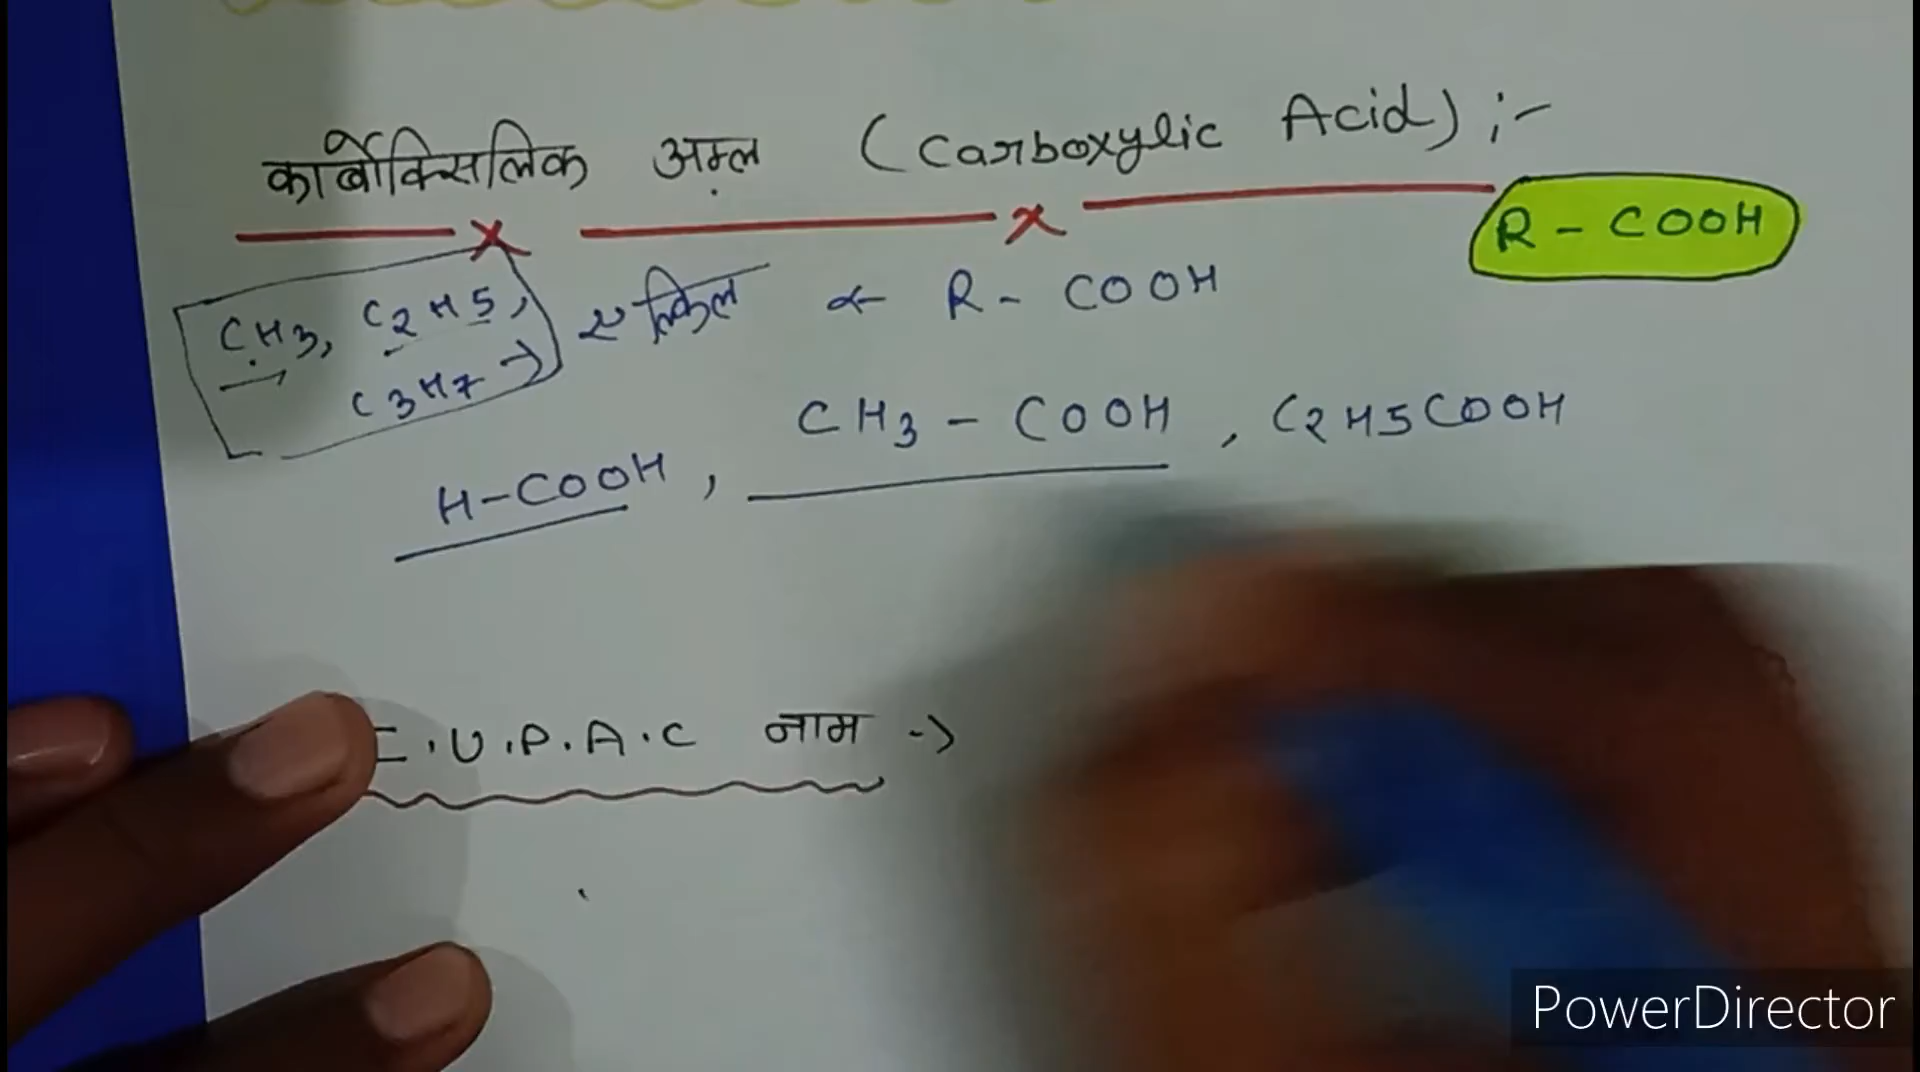 कार्बोक्सिलिक अम्ल (Carboxylic Acid) :-
R - COOH
CH3, C2H5, एल्किल ← R - COOH
C3H7 →
CH3 - COOH , C2H5COOH
H-COOH ,
I.U.P.A.C नाम ->
PowerDirector